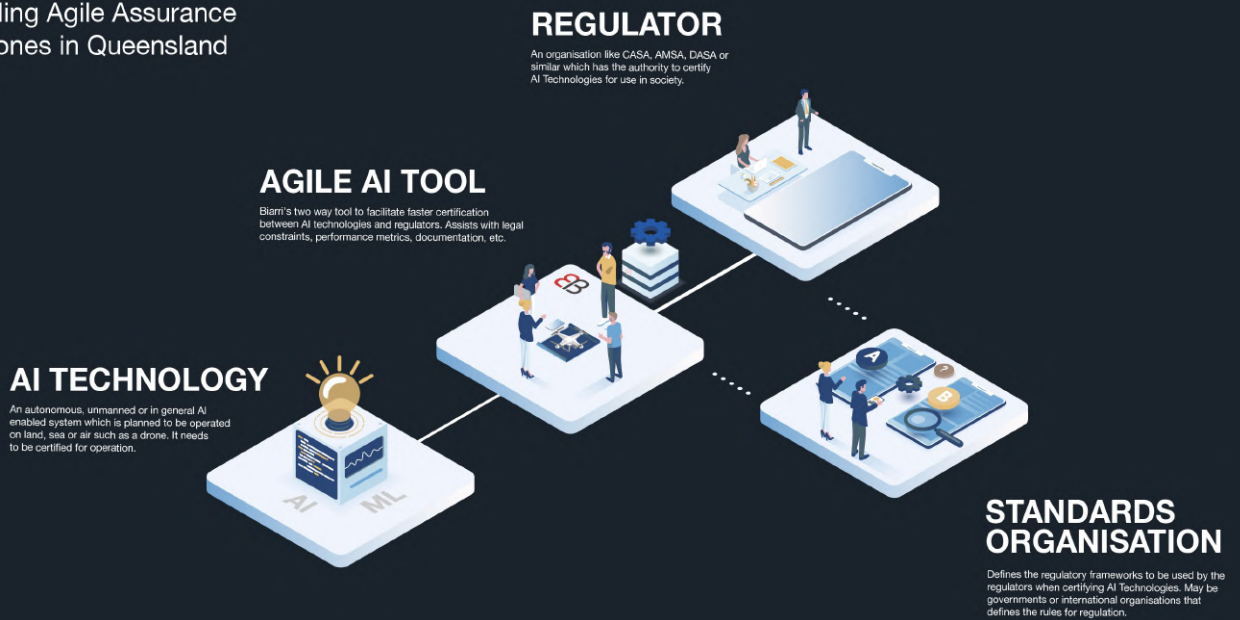 ling Agile Assurance
ones in Queensland
REGULATOR
An organisation like CASA, AMSA, DASA or
similar which has the authority to certify
AI Technologies for use in society.
AGILE AI TOOL
Biarri's two way tool to facilitate faster certification
between AI technologies and regulators. Assists with legal
constraints, performance metrics, documentation, etc.
AI TECHNOLOGY
An autonomous, unmanned or in general AI
enabled system which is planned to be operated
on land, sea or air such as a drone. It needs
to be certified for operation.
AI
ML
A
?
B
STANDARDS
ORGANISATION
Defines the regulatory frameworks to be used by the
regulators when certifying AI Technologies. May be
governments or international organisations that
defines the rules for regulation.